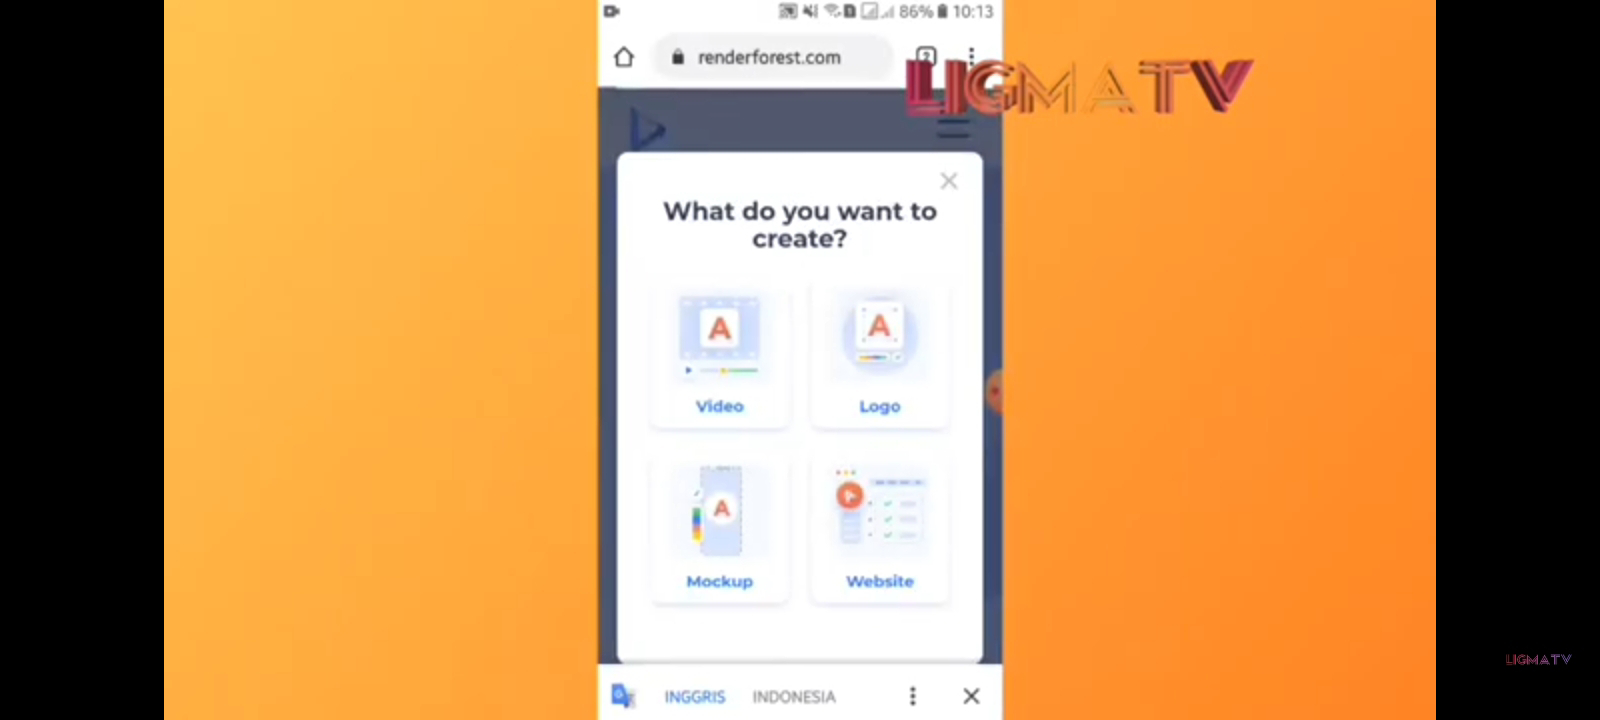 86% 10:13
renderforest.com
LIGMATV
What do you want to
create?
A
A
Video
Logo
A
Mockup
Website
INGGRIS
INDONESIA
LIGMATV